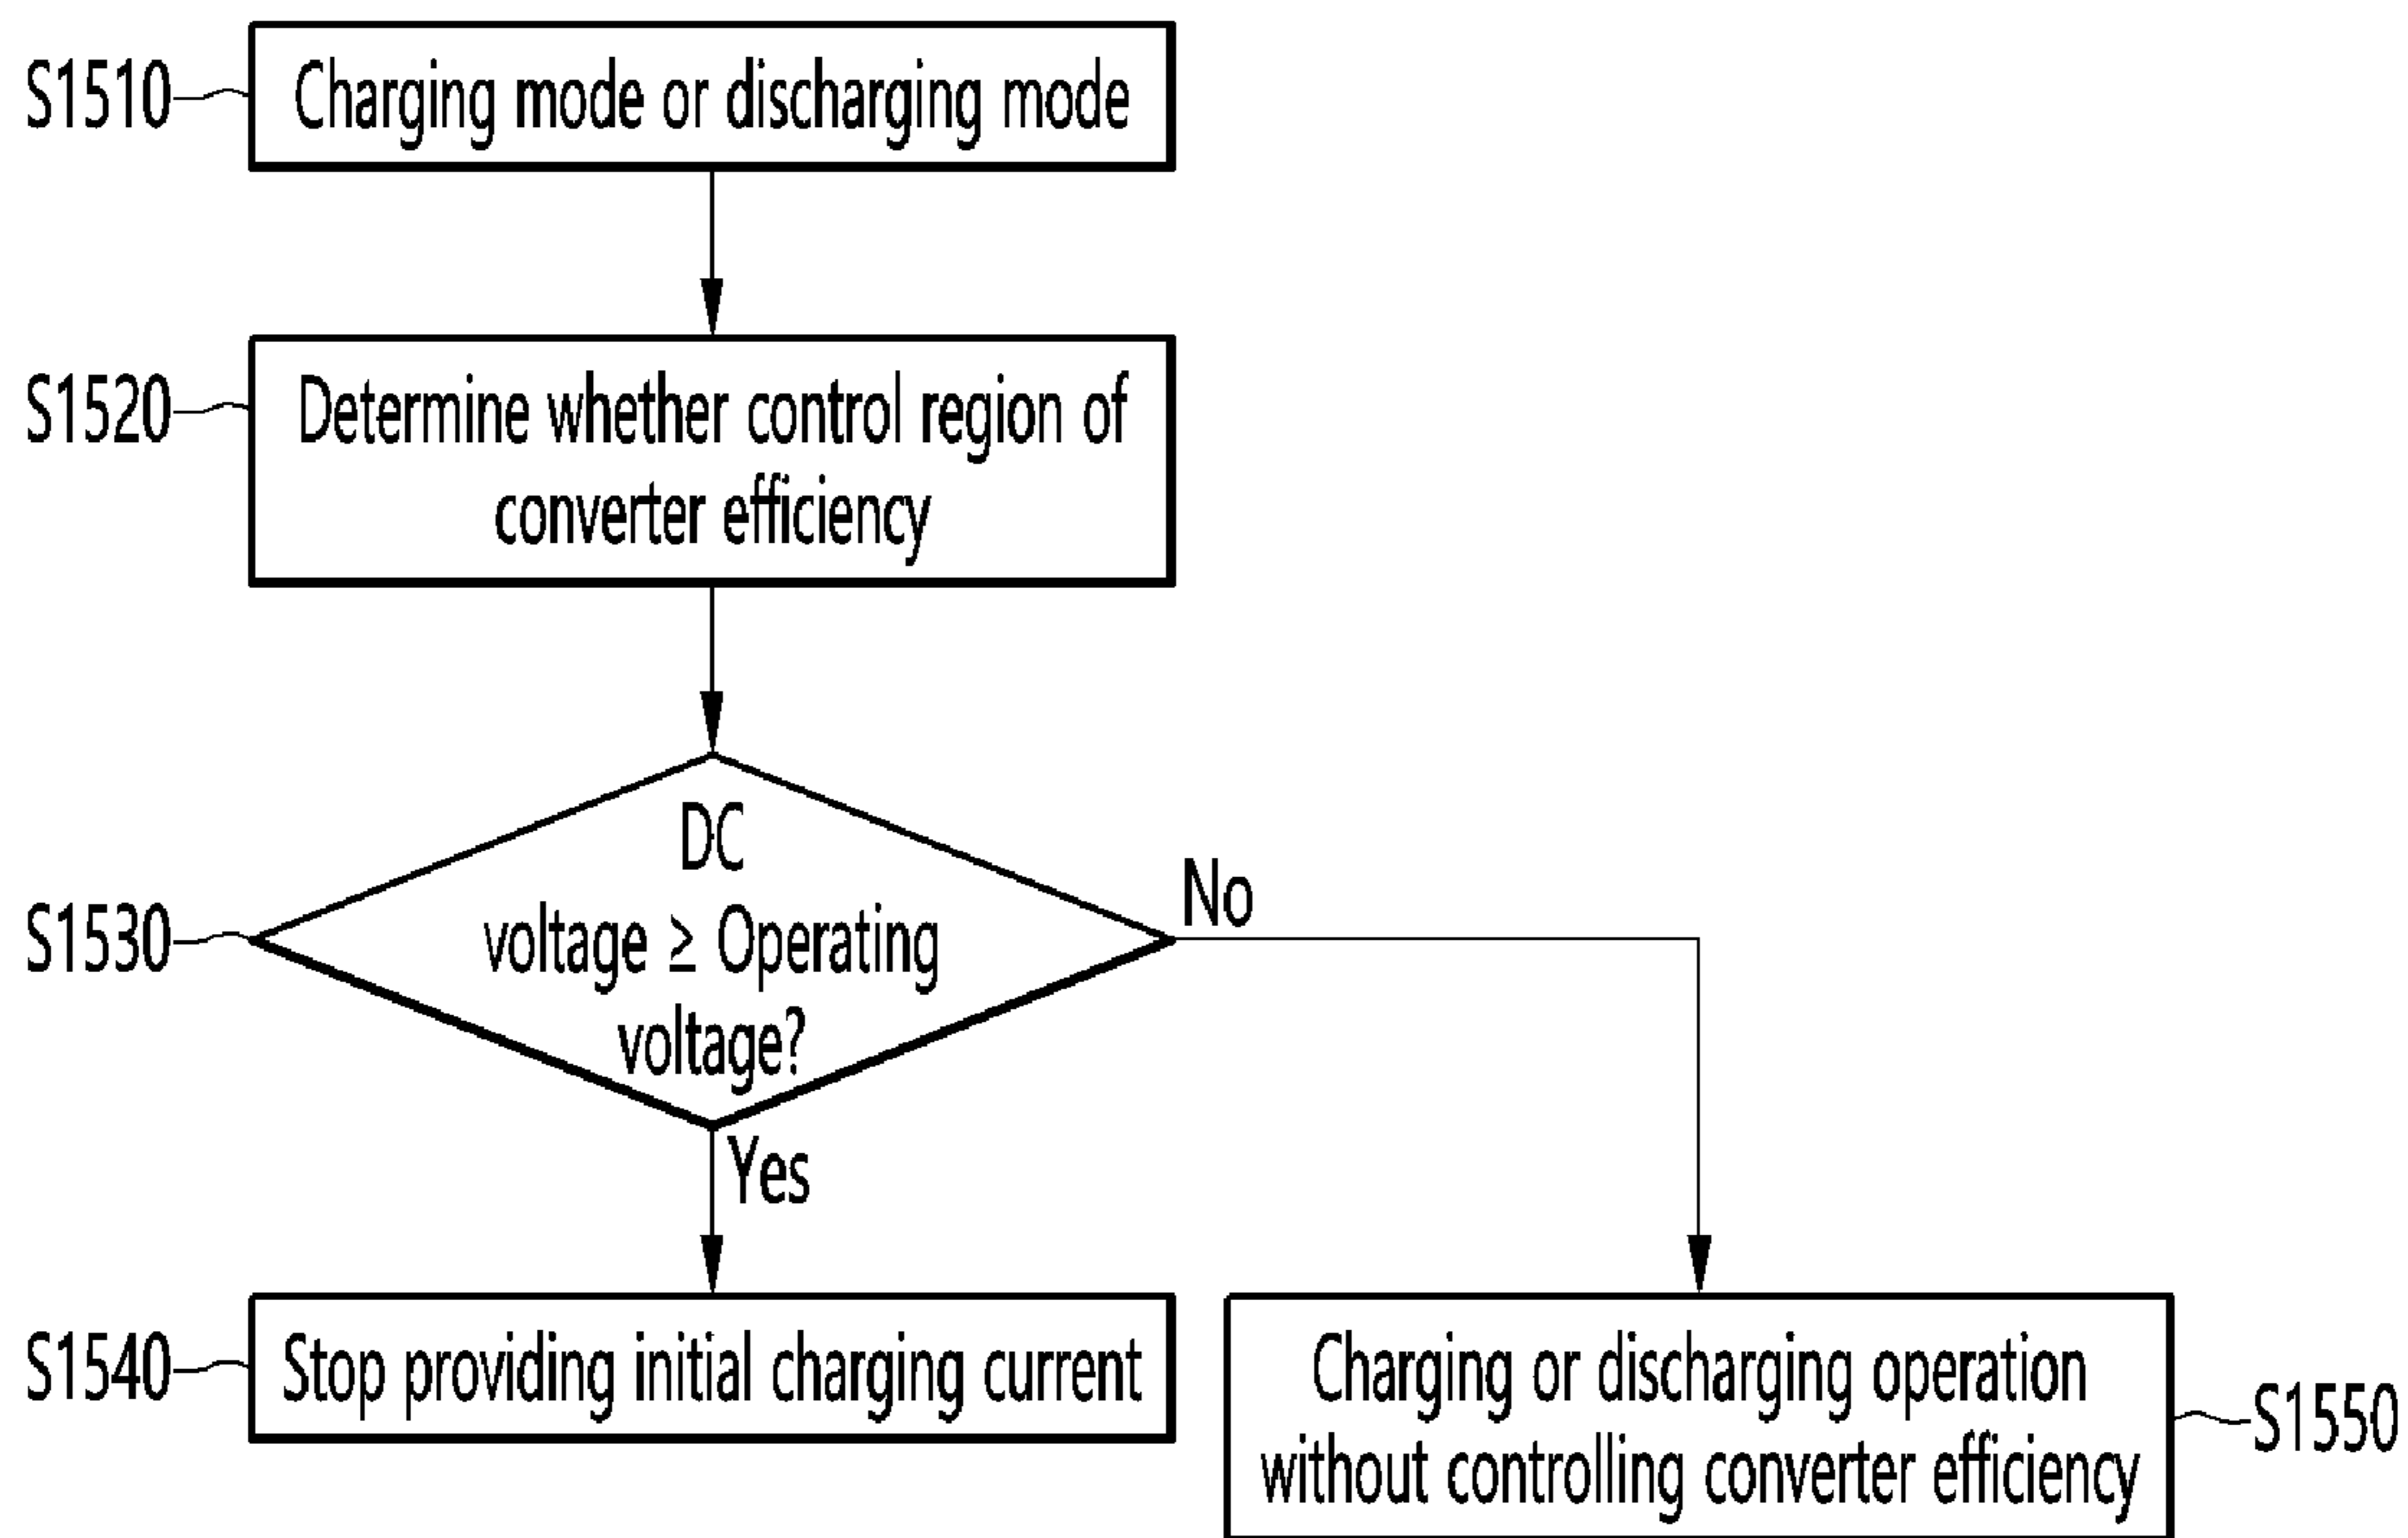 S1510
Charging mode or discharging mode
S1520
Determine whether control region of
converter efficiency
S1530
DC
voltage ≥ Operating
voltage?
No
Yes
S1540
Stop providing initial charging current
Charging or discharging operation
without controlling converter efficiency
S1550